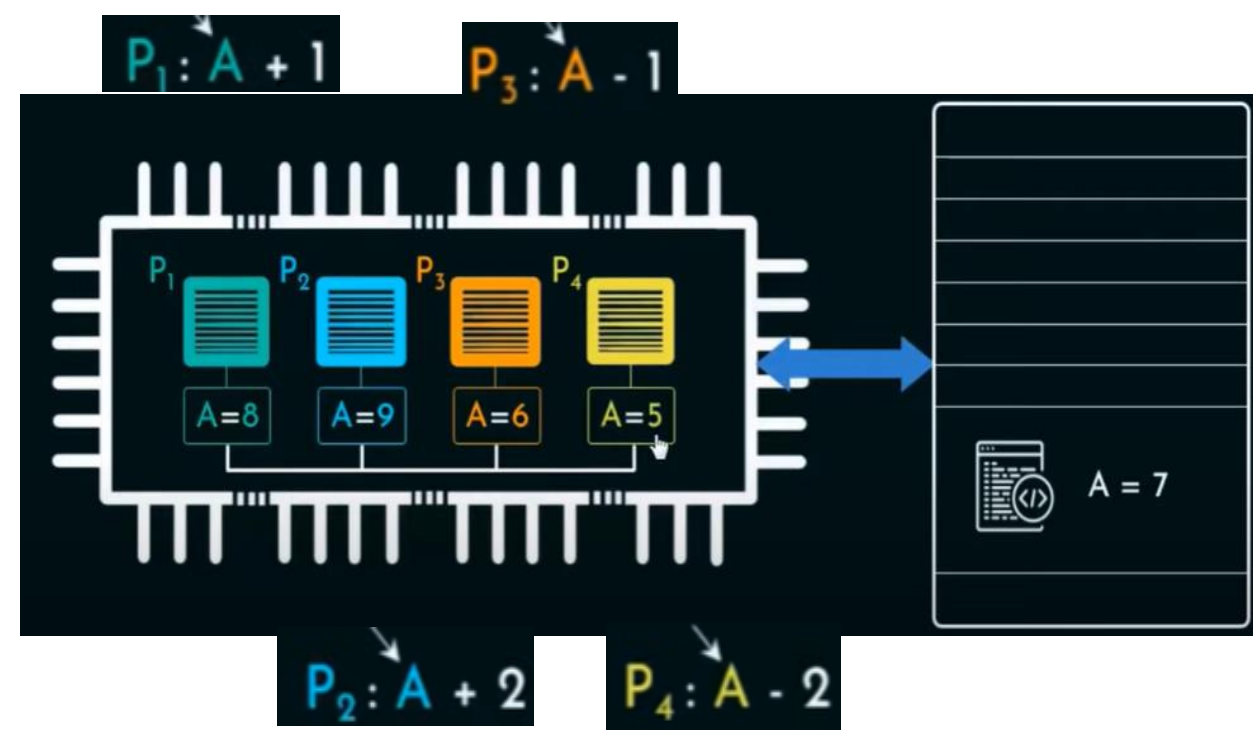 P₁ : A + 1
P₃ : A - 1
P₁ P₂ P₃ P₄
A=8 A=9 A=6 A=5
</> A = 7
P₂ : A + 2
P₄ : A - 2